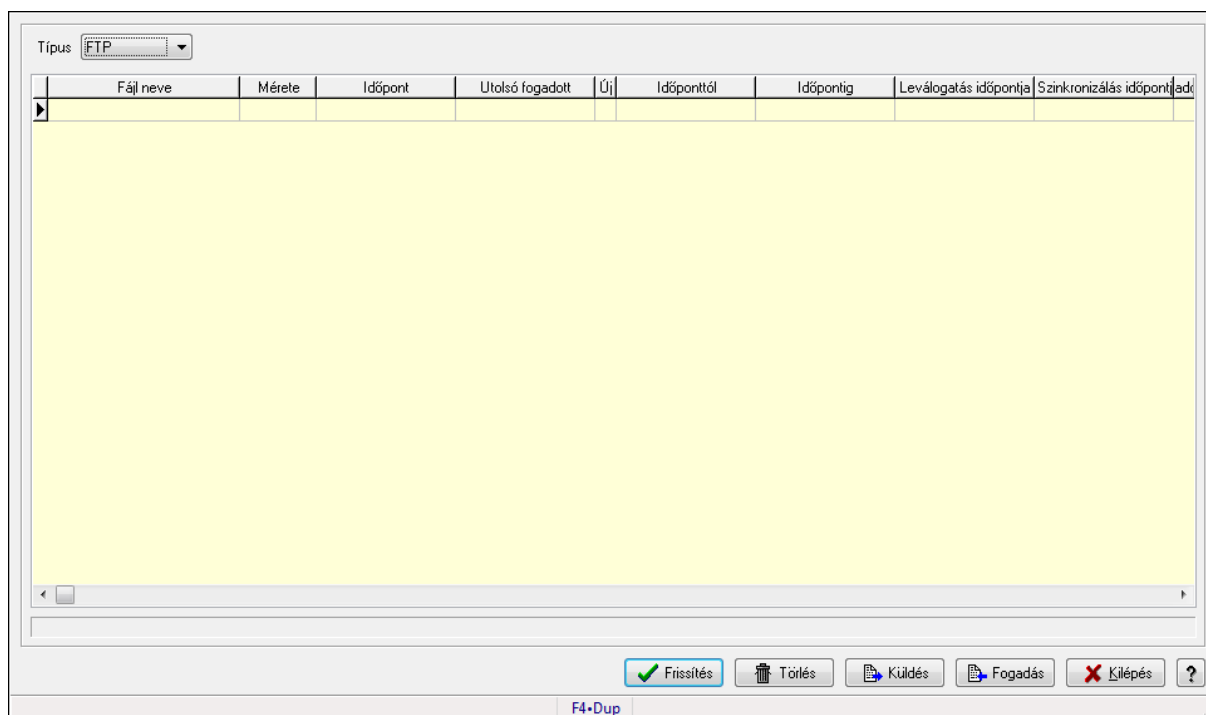 Típus FTP
Fájl neve Mérete Időpont Utolsó fogadott Új Időponttól Időpontig Leválogatás időpontja Szinkronizálás időpontj adó
Frissítés Törlés Küldés Fogadás Kilépés ?
F4•Dup